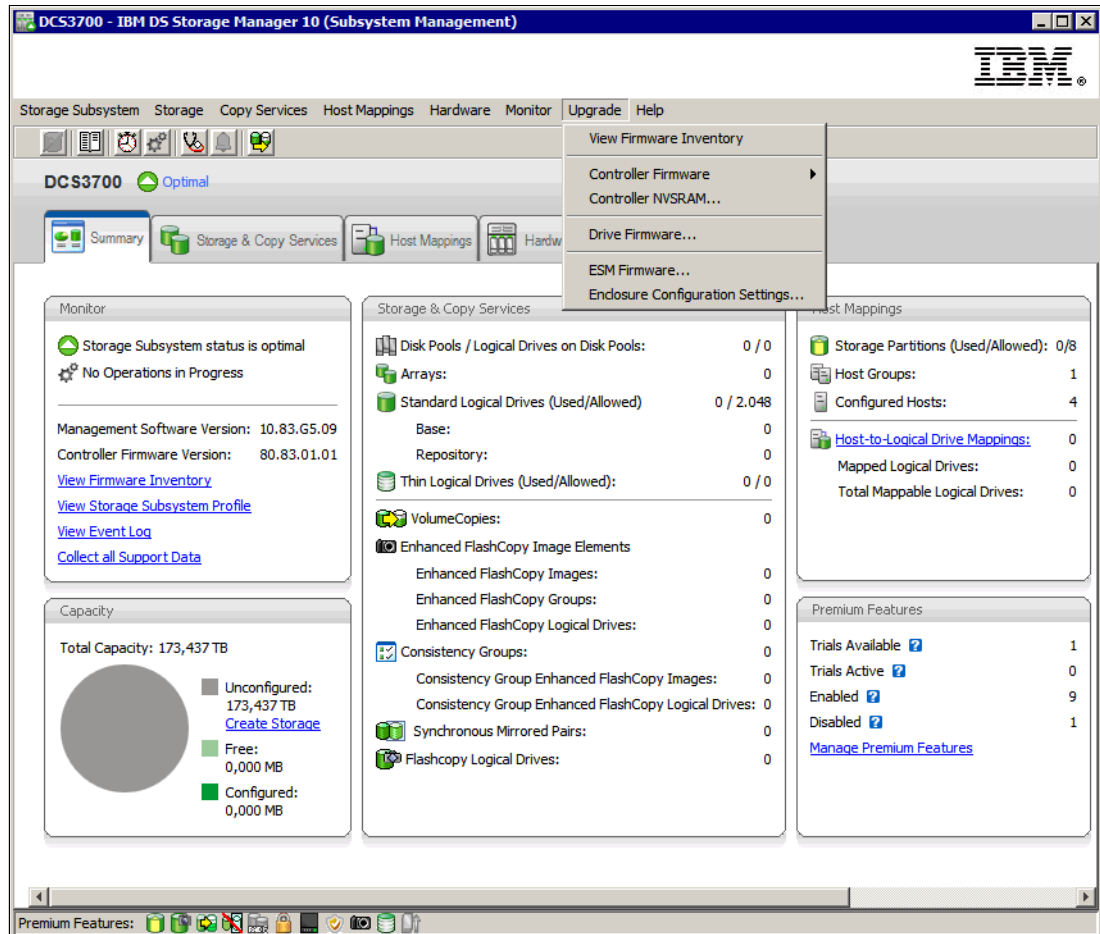 DCS3700 - IBM DS Storage Manager 10 (Subsystem Management)
IBM®
Storage Subsystem Storage Copy Services Host Mappings Hardware Monitor Upgrade Help
View Firmware Inventory
Controller Firmware
Controller NVSRAM...
Drive Firmware...
ESM Firmware...
Enclosure Configuration Settings...
DCS3700 Optimal
Summary Storage & Copy Services Host Mappings Hardw
Monitor
Storage Subsystem status is optimal
No Operations in Progress
Management Software Version: 10.83.G5.09
Controller Firmware Version: 80.83.01.01
View Firmware Inventory
View Storage Subsystem Profile
View Event Log
Collect all Support Data
Capacity
Total Capacity: 173,437 TB
Unconfigured:
173,437 TB
Create Storage
Free:
0,000 MB
Configured:
0,000 MB
Storage & Copy Services
Disk Pools / Logical Drives on Disk Pools: 0 / 0
Arrays: 0
Standard Logical Drives (Used/Allowed) 0 / 2.048
Base: 0
Repository: 0
Thin Logical Drives (Used/Allowed): 0 / 0
VolumeCopies: 0
Enhanced FlashCopy Image Elements
Enhanced FlashCopy Images: 0
Enhanced FlashCopy Groups: 0
Enhanced FlashCopy Logical Drives: 0
Consistency Groups: 0
Consistency Group Enhanced FlashCopy Images: 0
Consistency Group Enhanced FlashCopy Logical Drives: 0
Synchronous Mirrored Pairs: 0
Flashcopy Logical Drives: 0
Host Mappings
Storage Partitions (Used/Allowed): 0/8
Host Groups: 1
Configured Hosts: 4
Host-to-Logical Drive Mappings: 0
Mapped Logical Drives: 0
Total Mappable Logical Drives: 0
Premium Features
Trials Available ? 1
Trials Active ? 0
Enabled ? 9
Disabled ? 1
Manage Premium Features
Premium Features: